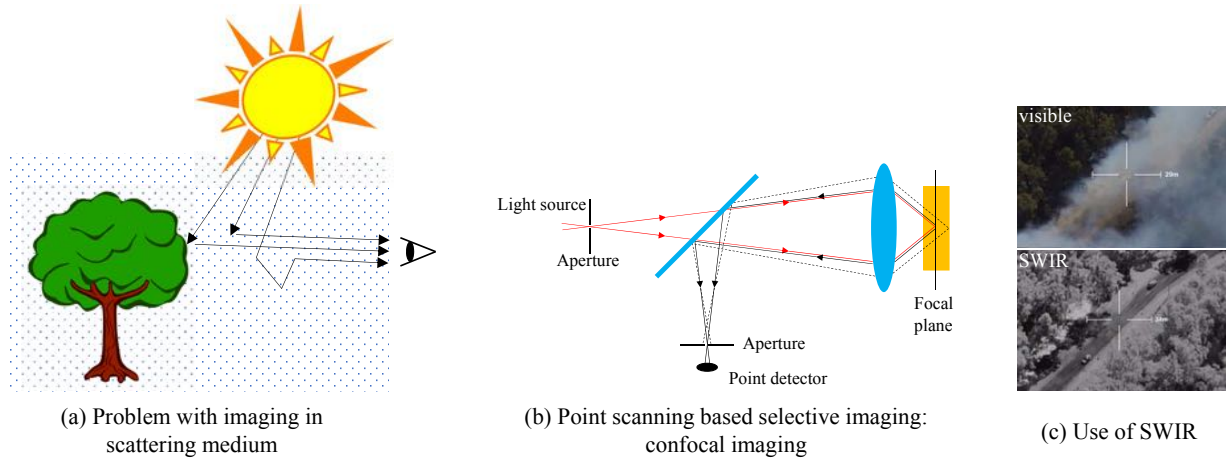 visible
29m
Light source
Aperture
SWIR
Focal
plane
Aperture
Point detector
(a) Problem with imaging in
scattering medium
(b) Point scanning based selective imaging:
confocal imaging
(c) Use of SWIR